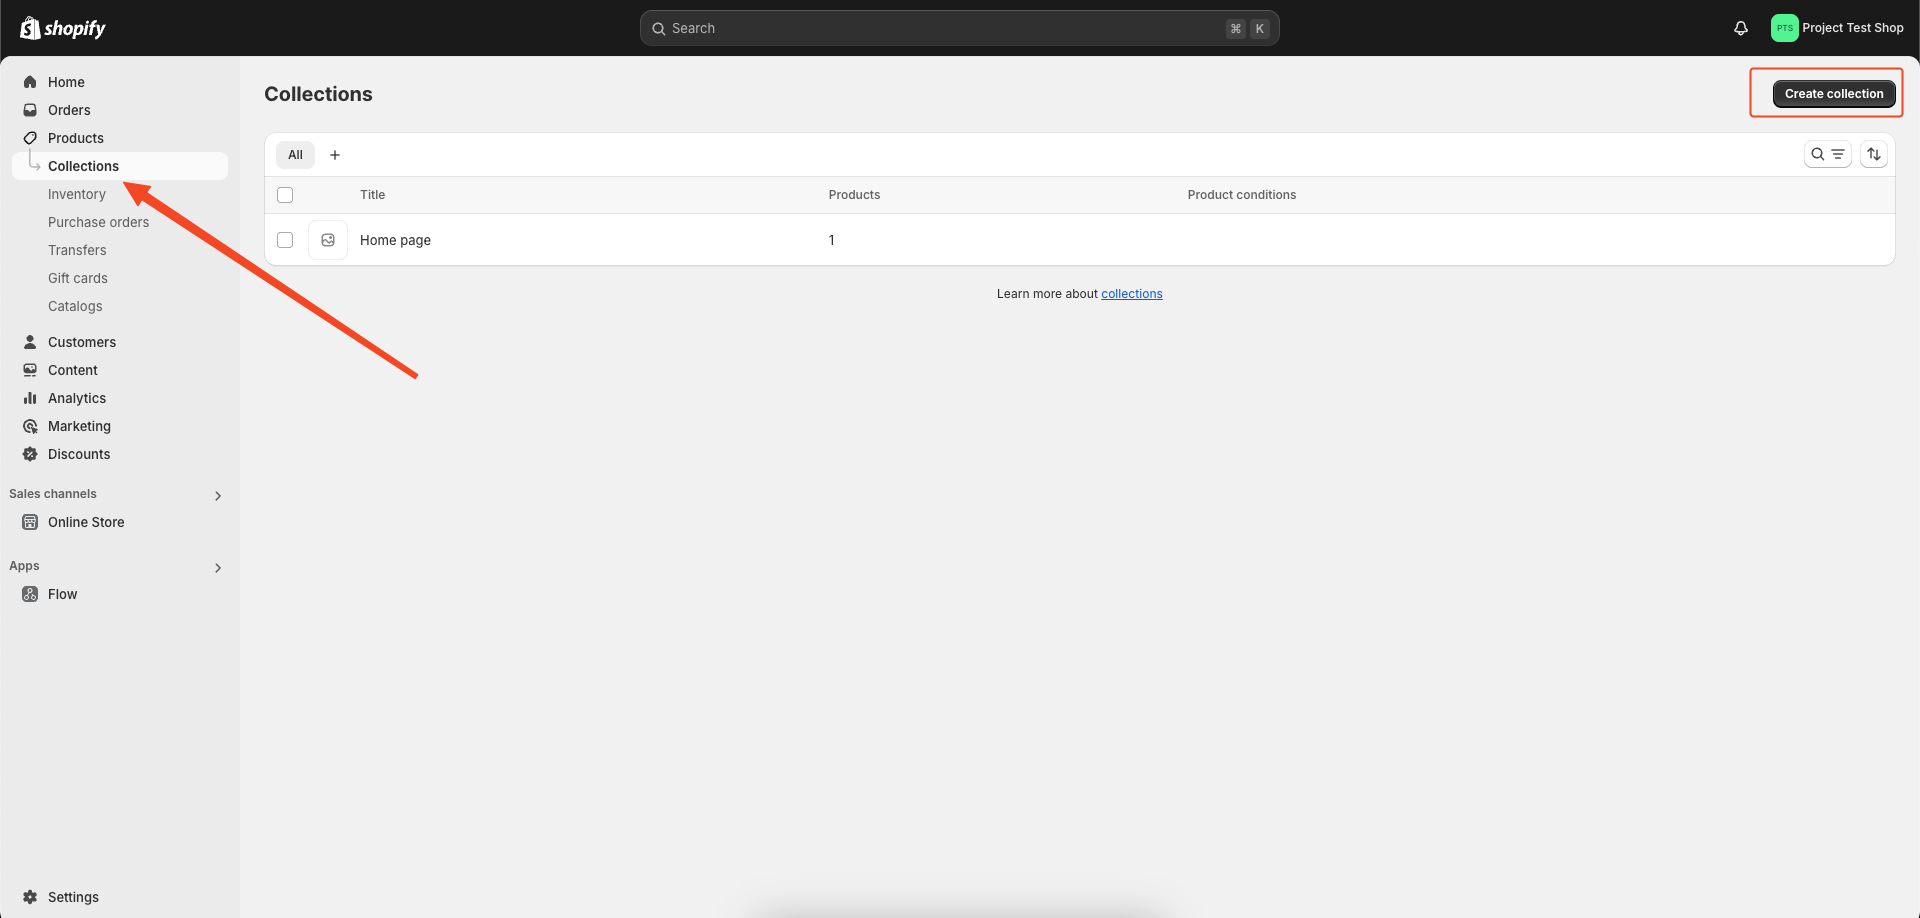 shopify
Search
⌘ K
PTS
Project Test Shop
Home
Orders
Products
Collections
Inventory
Purchase orders
Transfers
Gift cards
Catalogs
Customers
Content
Analytics
Marketing
Discounts
Sales channels
Online Store
Apps
Flow
Settings
Collections
Create collection
All
Title Products Product conditions
Home page 1
Learn more about collections